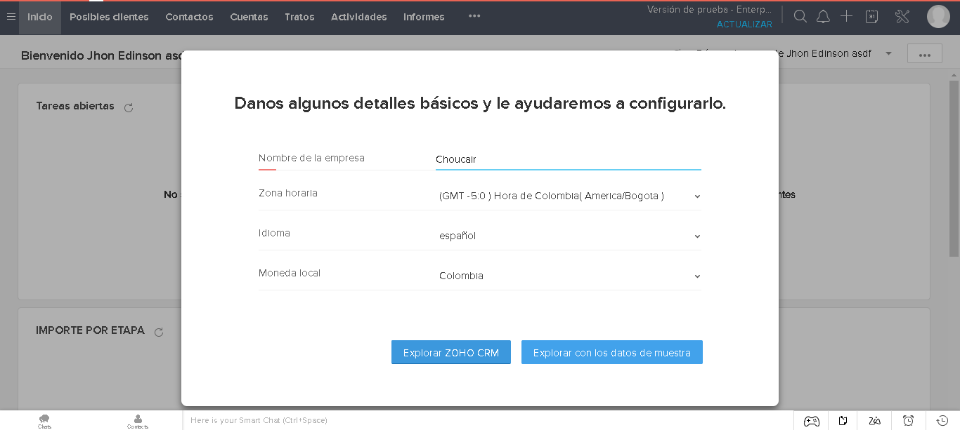 Inicio Posibles clientes Contactos Cuentas Tratos Actividades Informes ••• Versión de prueba - Enterp...
ACTUALIZAR
Bienvenido Jhon Edinson asd
e Jhon Edinson asdf
Tareas abiertas
Danos algunos detalles básicos y le ayudaremos a configurarlo.
Nombre de la empresa Choucair
Zona horaria (GMT -5:0 ) Hora de Colombia( America/Bogota )
No
ntes
Idioma español
Moneda local Colombia
IMPORTE POR ETAPA
Explorar ZOHO CRM Explorar con los datos de muestra
Chats Contacts Here is your Smart Chat (Ctrl+Space)